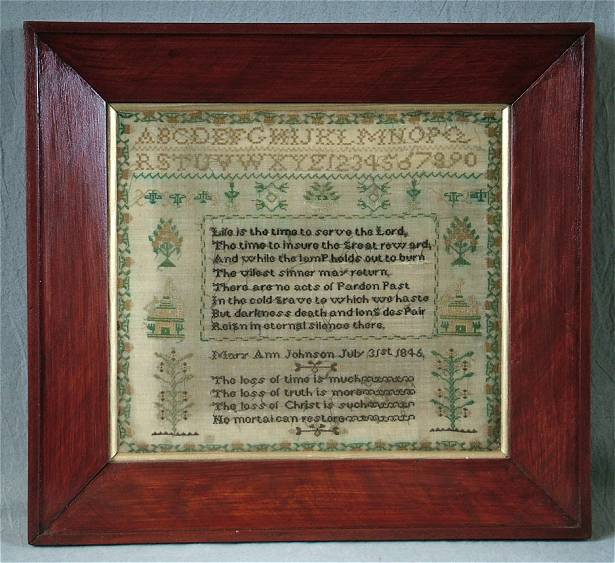 ABCDEFGHIJKLMNOPQ
RSTUVWXYZ1234567890
Life is the time to serve the Lord,
The time to insure the great reward,
And while the lamP holds out to burn
The vilest sinner may return,
There are no acts of Pardon Past
In the cold grave to which we haste
But darkness death and long desPair
Reign in eternal silence there,
Mary Ann Johnson July 31st 1846,
The loss of time is much
The loss of truth is more
The loss of Christ is such
No mortal can restore